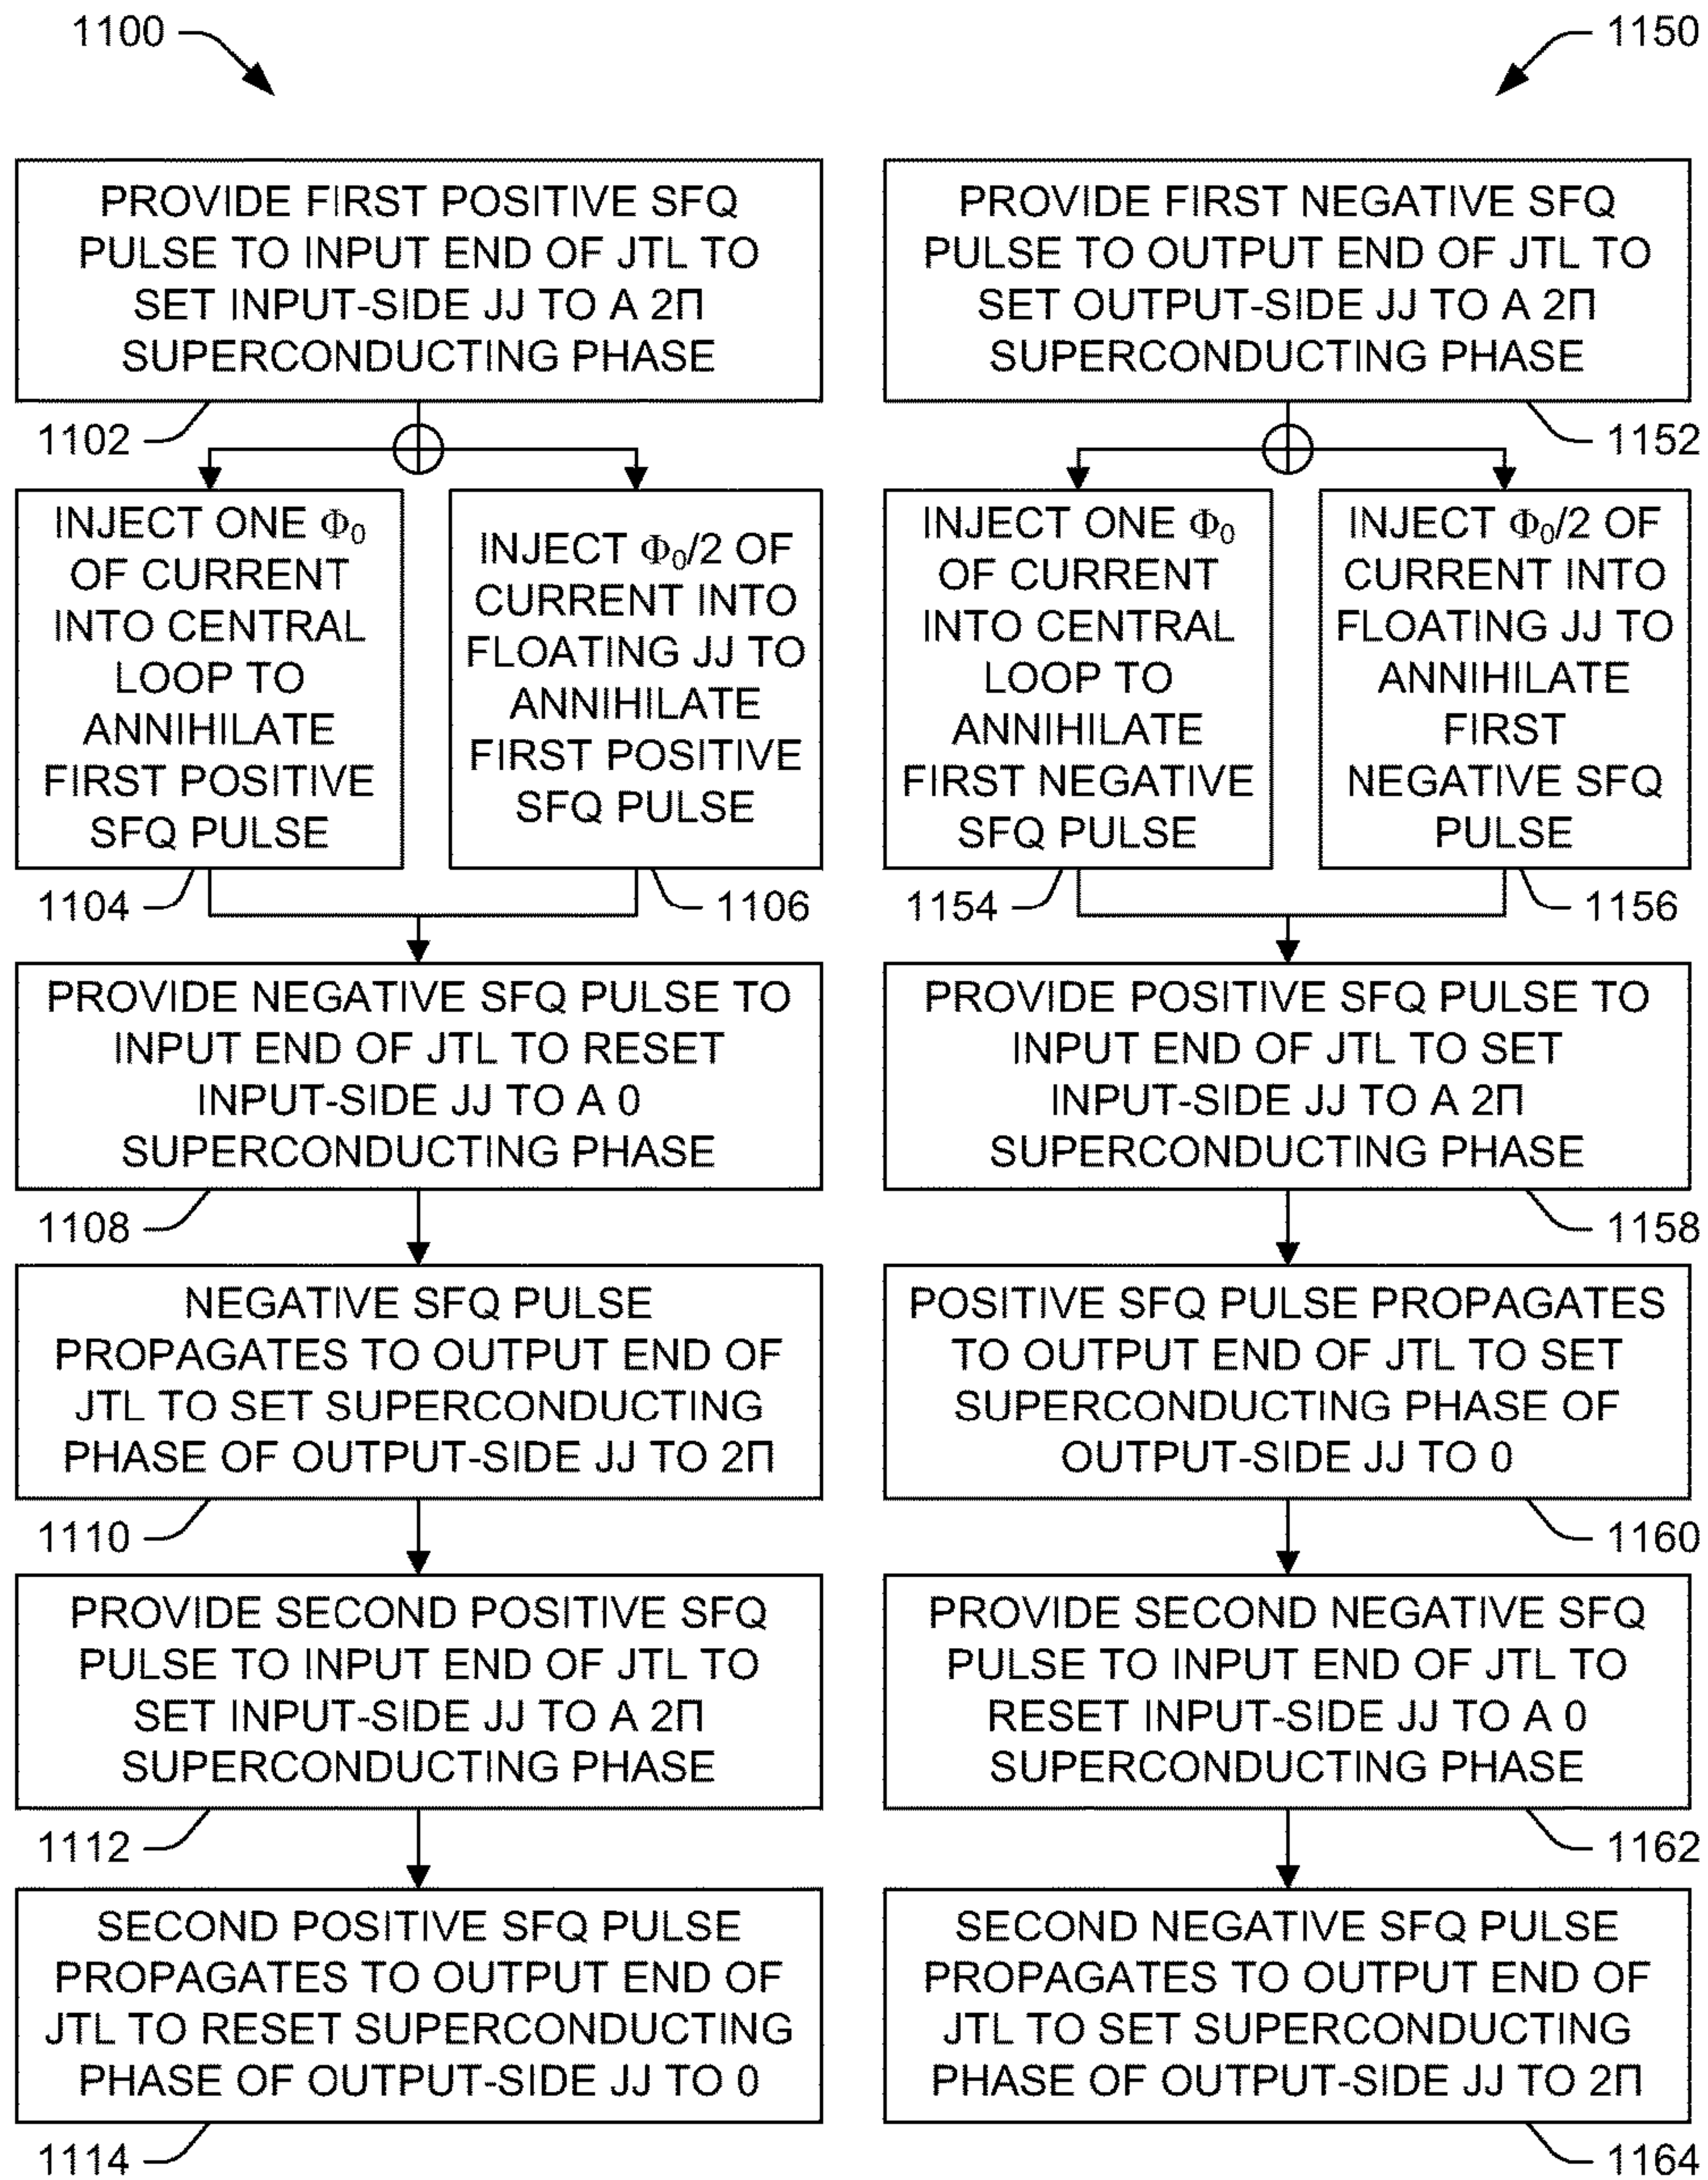 1100
1150
PROVIDE FIRST POSITIVE SFQ
PULSE TO INPUT END OF JTL TO
SET INPUT-SIDE JJ TO A 2Π
SUPERCONDUCTING PHASE
1102
INJECT ONE Φ₀
OF CURRENT
INTO CENTRAL
LOOP TO
ANNIHILATE
FIRST POSITIVE
SFQ PULSE
1104
INJECT Φ₀/2 OF
CURRENT INTO
FLOATING JJ TO
ANNIHILATE
FIRST POSITIVE
SFQ PULSE
1106
PROVIDE NEGATIVE SFQ PULSE TO
INPUT END OF JTL TO RESET
INPUT-SIDE JJ TO A 0
SUPERCONDUCTING PHASE
1108
NEGATIVE SFQ PULSE
PROPAGATES TO OUTPUT END OF
JTL TO SET SUPERCONDUCTING
PHASE OF OUTPUT-SIDE JJ TO 2Π
1110
PROVIDE SECOND POSITIVE SFQ
PULSE TO INPUT END OF JTL TO
SET INPUT-SIDE JJ TO A 2Π
SUPERCONDUCTING PHASE
1112
SECOND POSITIVE SFQ PULSE
PROPAGATES TO OUTPUT END OF
JTL TO RESET SUPERCONDUCTING
PHASE OF OUTPUT-SIDE JJ TO 0
1114
PROVIDE FIRST NEGATIVE SFQ
PULSE TO OUTPUT END OF JTL TO
SET OUTPUT-SIDE JJ TO A 2Π
SUPERCONDUCTING PHASE
1152
INJECT ONE Φ₀
OF CURRENT
INTO CENTRAL
LOOP TO
ANNIHILATE
FIRST NEGATIVE
SFQ PULSE
1154
INJECT Φ₀/2 OF
CURRENT INTO
FLOATING JJ TO
ANNIHILATE
FIRST
NEGATIVE SFQ
PULSE
1156
PROVIDE POSITIVE SFQ PULSE TO
INPUT END OF JTL TO SET
INPUT-SIDE JJ TO A 2Π
SUPERCONDUCTING PHASE
1158
POSITIVE SFQ PULSE PROPAGATES
TO OUTPUT END OF JTL TO SET
SUPERCONDUCTING PHASE OF
OUTPUT-SIDE JJ TO 0
1160
PROVIDE SECOND NEGATIVE SFQ
PULSE TO INPUT END OF JTL TO
RESET INPUT-SIDE JJ TO A 0
SUPERCONDUCTING PHASE
1162
SECOND NEGATIVE SFQ PULSE
PROPAGATES TO OUTPUT END OF
JTL TO SET SUPERCONDUCTING
PHASE OF OUTPUT-SIDE JJ TO 2Π
1164